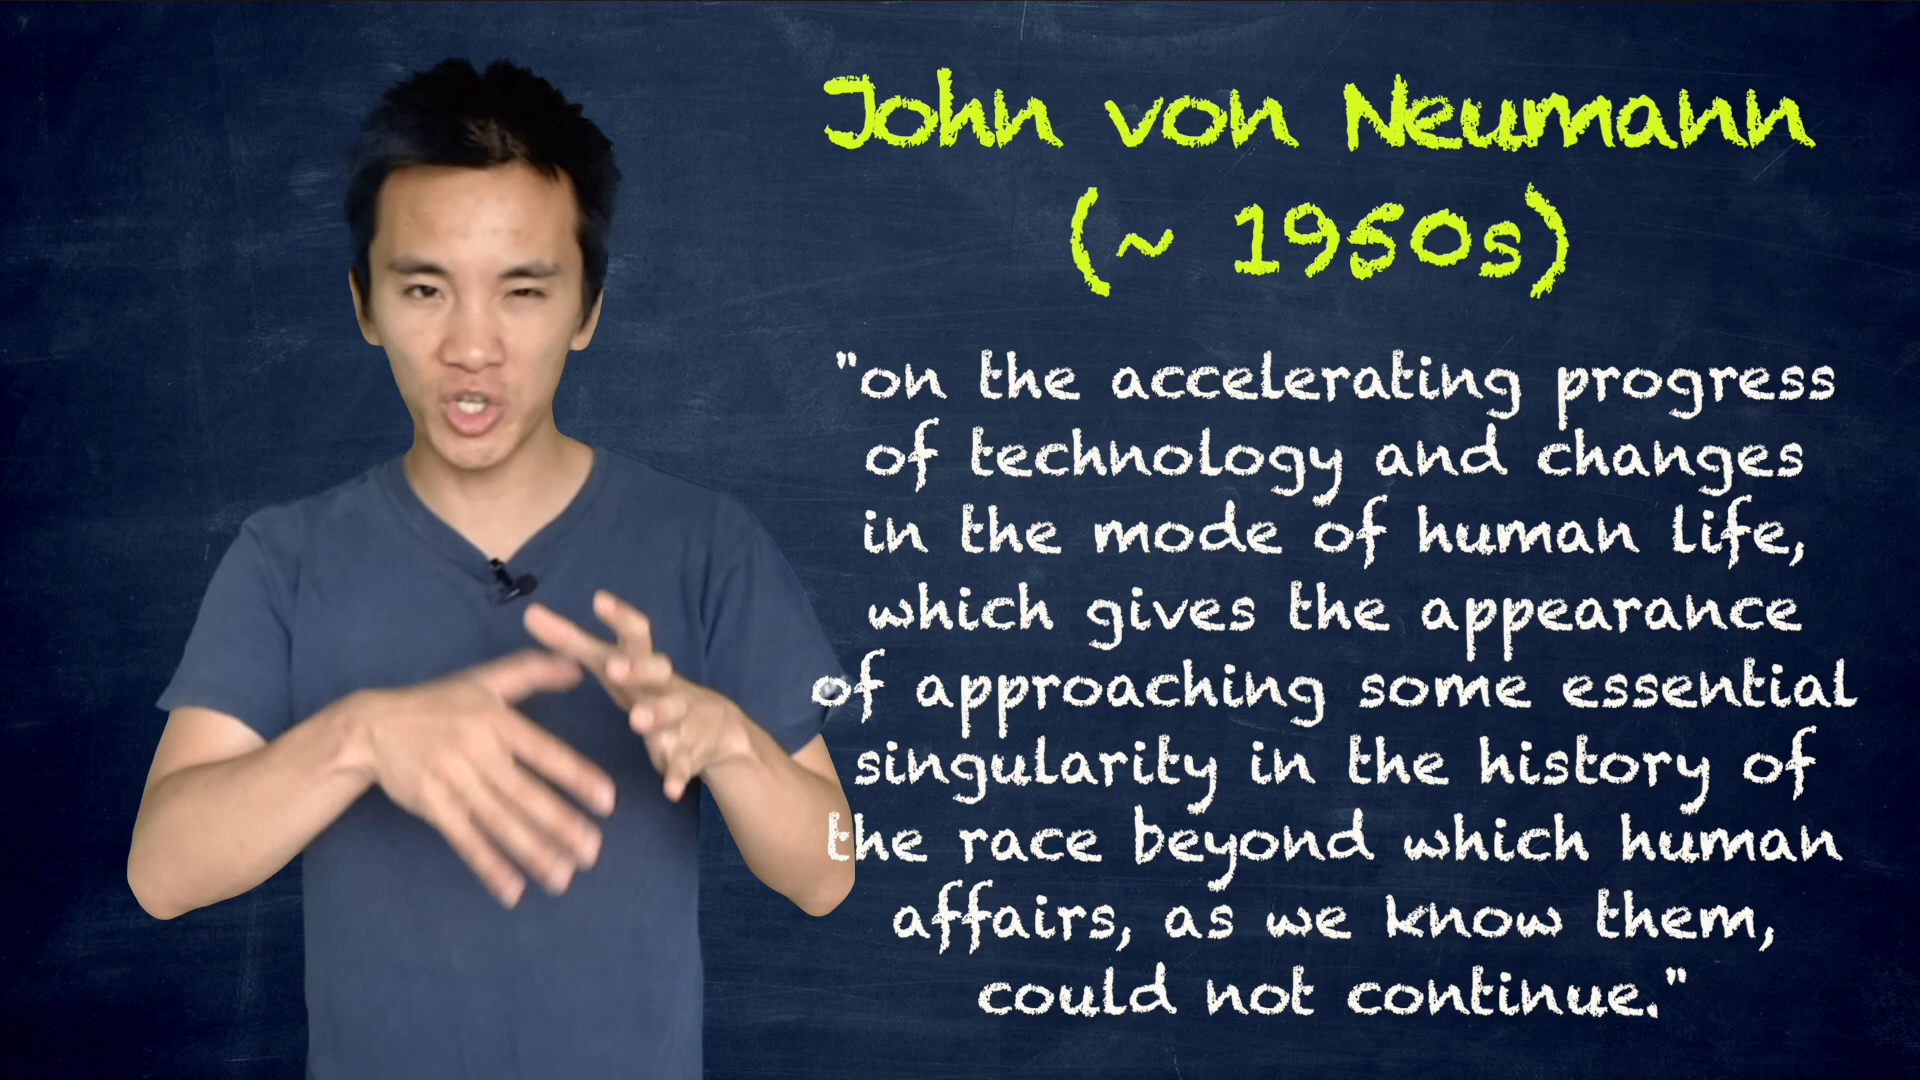 John von Neumann
(~ 1950s)
"on the accelerating progress
of technology and changes
in the mode of human life,
which gives the appearance
of approaching some essential
singularity in the history of
the race beyond which human
affairs, as we know them,
could not continue."